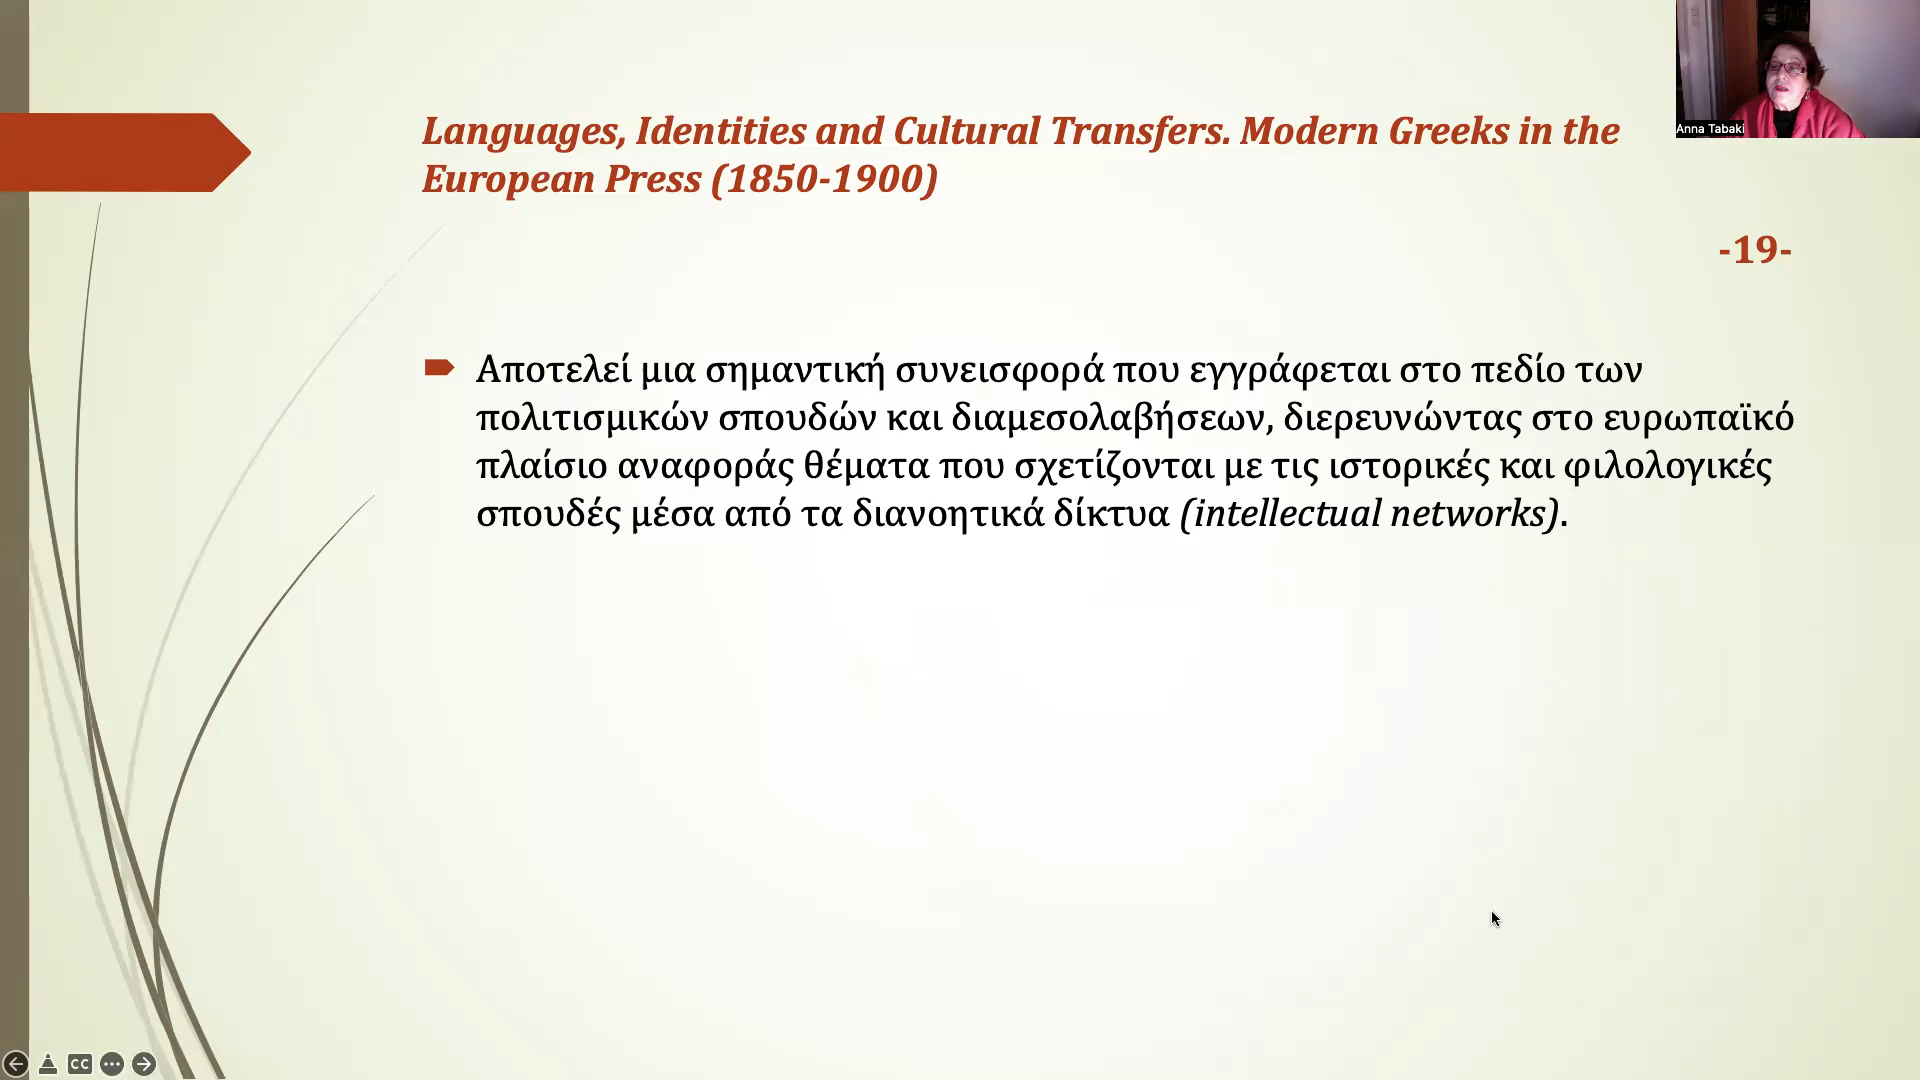 Languages, Identities and Cultural Transfers. Modern Greeks in the
European Press (1850-1900)
-19-
Αποτελεί μια σημαντική συνεισφορά που εγγράφεται στο πεδίο των
πολιτισμικών σπουδών και διαμεσολαβήσεων, διερευνώντας στο ευρωπαϊκό
πλαίσιο αναφοράς θέματα που σχετίζονται με τις ιστορικές και φιλολογικές
σπουδές μέσα από τα διανοητικά δίκτυα (intellectual networks).
Anna Tabaki
CC